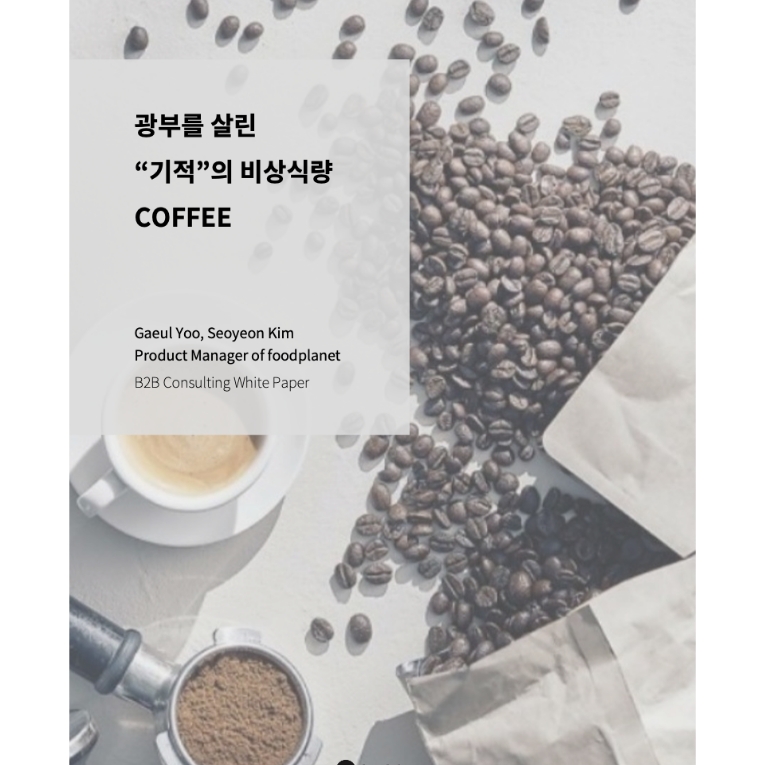 광부를 살린
“기적”의 비상식량
COFFEE
Gaeul Yoo, Seoyeon Kim
Product Manager of foodplanet
B2B Consulting White Paper